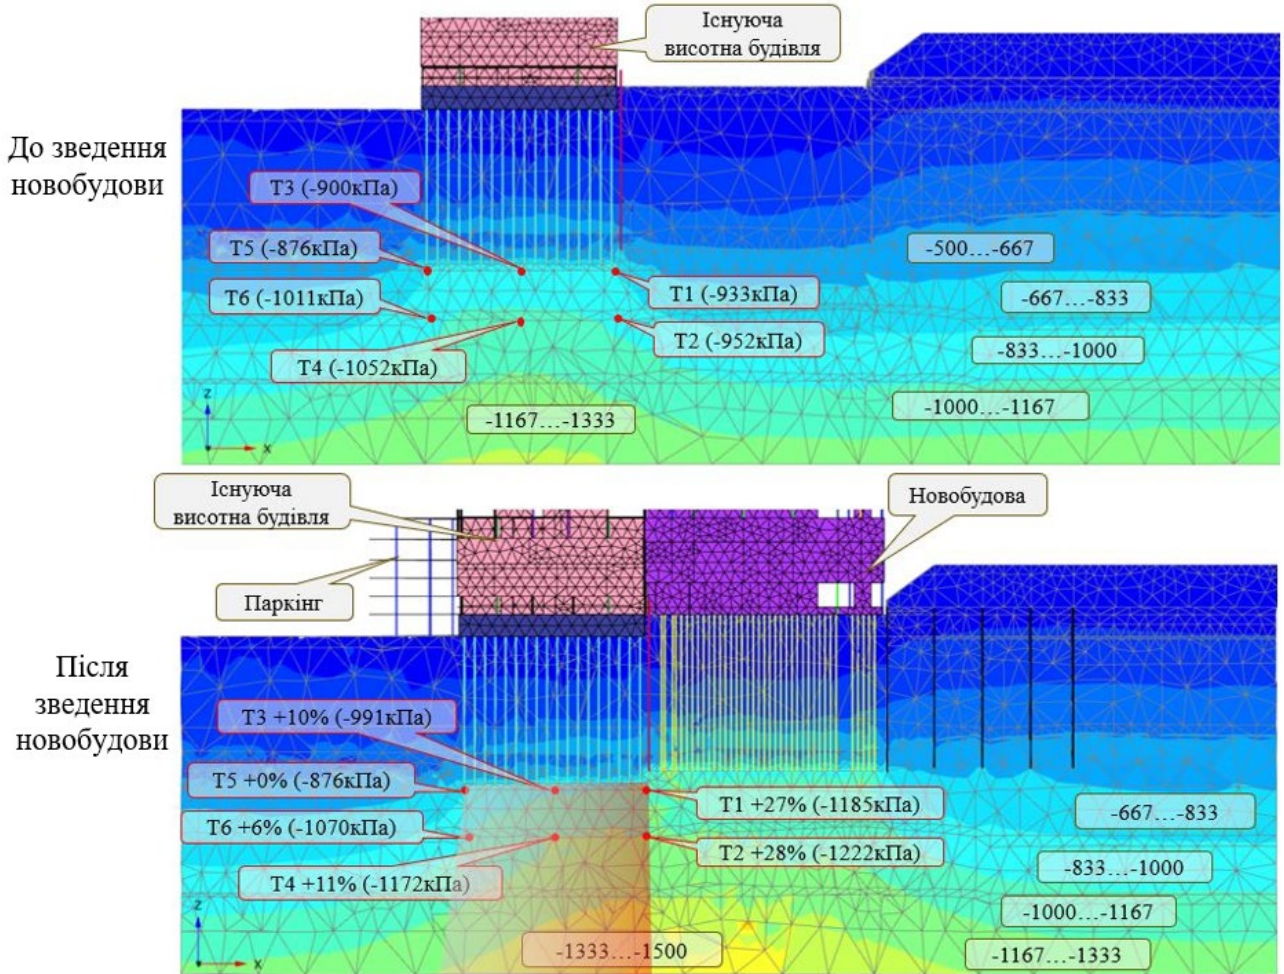 Існуюча
висотна будівля
До зведення
новобудови
Т3 (-900кПа)
Т5 (-876кПа)
-500…-667
Т6 (-1011кПа)
Т1 (-933кПа)
-667…-833
Т2 (-952кПа)
-833…-1000
Т4 (-1052кПа)
z
-1000…-1167
-1167…-1333
x
Існуюча
висотна будівля
Новобудова
Паркінг
Після
зведення
новобудови
Т3 +10% (-991кПа)
Т5 +0% (-876кПа)
Т1 +27% (-1185кПа)
-667…-833
Т6 +6% (-1070кПа)
Т2 +28% (-1222кПа)
-833…-1000
Т4 +11% (-1172кПа)
z
-1000…-1167
-1333…-1500
-1167…-1333
x